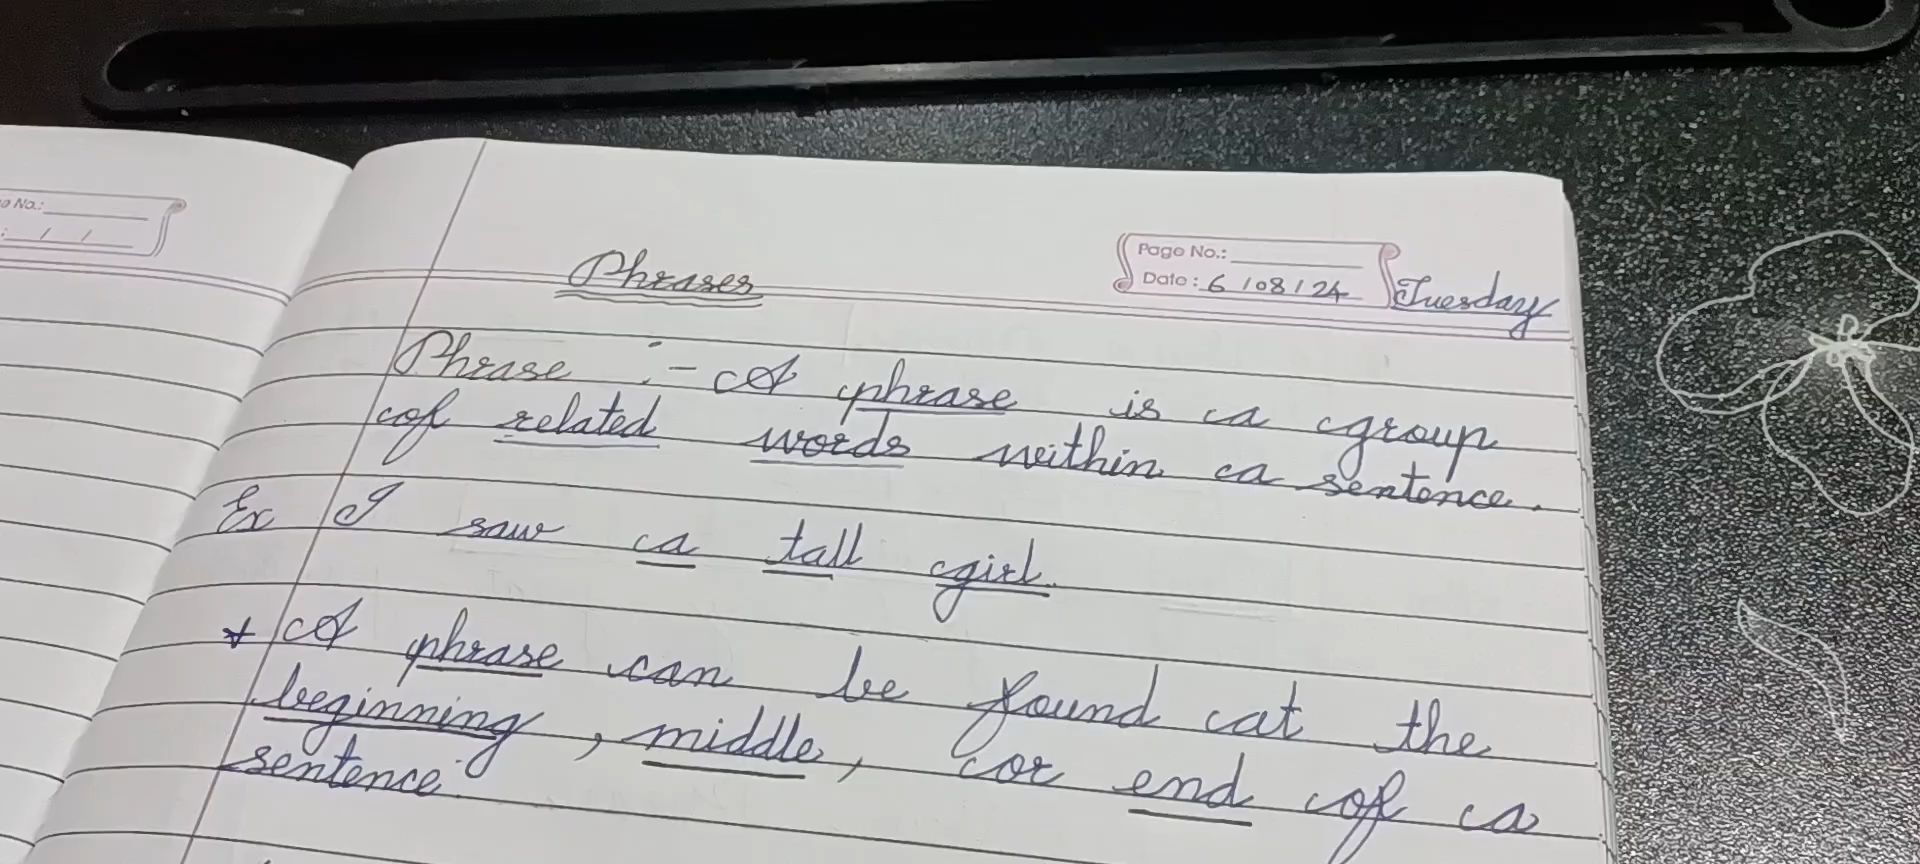 o No.:
: / /
Phrases
Page No.:
Date: 6 / 08 / 24 Tuesday
Phrase :- A phrase is a group
of related words within a sentence.
Ex I saw a tall girl.
* A phrase can be found at the
beginning, middle, or end of a
sentence.